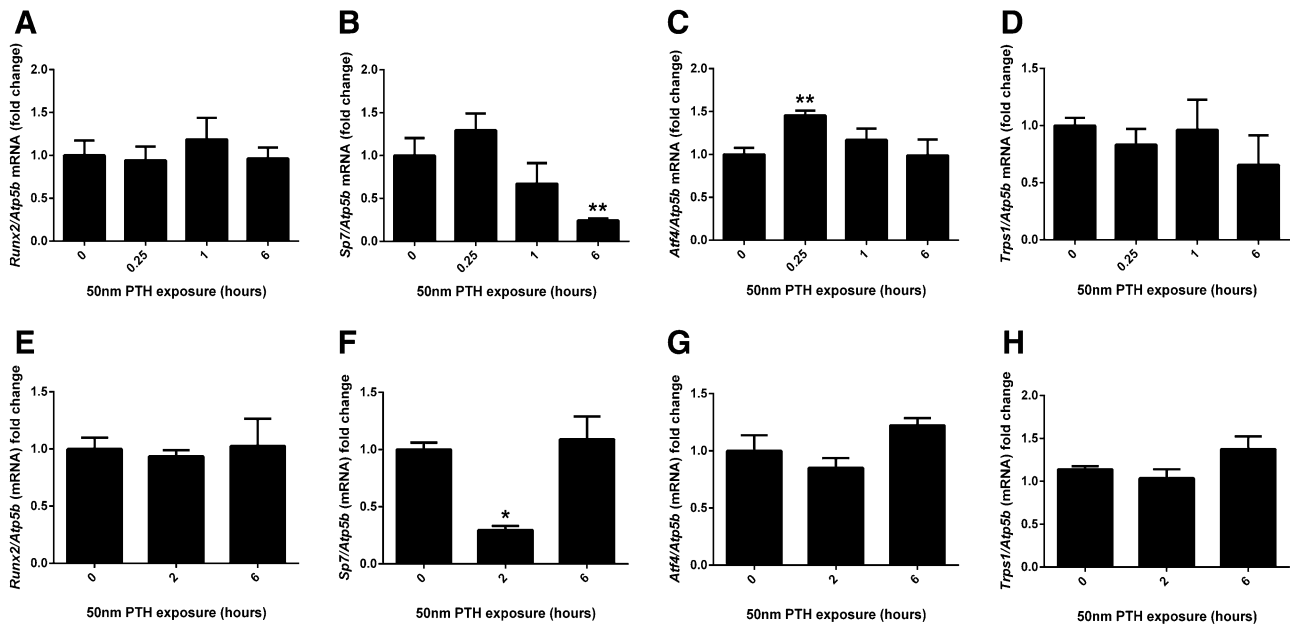 A
Runx2/Atp5b mRNA (fold change)
2.0
1.5
1.0
0.5
0.0
0 0.25 1 6
50nm PTH exposure (hours)
B
Sp7/Atp5b mRNA (fold change)
2.0
1.5
1.0
0.5
0.0
**
0 0.25 1 6
50nm PTH exposure (hours)
C
Atf4/Atp5b mRNA (fold change)
2.0
1.5
1.0
0.5
0.0
**
0 0.25 1 6
50nm PTH exposure (hours)
D
Trps1/Atp5b mRNA (fold change)
1.5
1.0
0.5
0.0
0 0.25 1 6
50nm PTH exposure (hours)
E
Runx2/Atp5b (mRNA) fold change
1.5
1.0
0.5
0.0
0 2 6
50nm PTH exposure (hours)
F
Sp7/Atp5b (mRNA) fold change
1.5
1.0
0.5
0.0
*
0 2 6
50nm PTH exposure (hours)
G
Atf4/Atp5b (mRNA) fold change
1.5
1.0
0.5
0.0
0 2 6
50nm PTH exposure (hours)
H
Trps1/Atp5b (mRNA) fold change
2.0
1.5
1.0
0.5
0.0
0 2 6
50nm PTH exposure (hours)